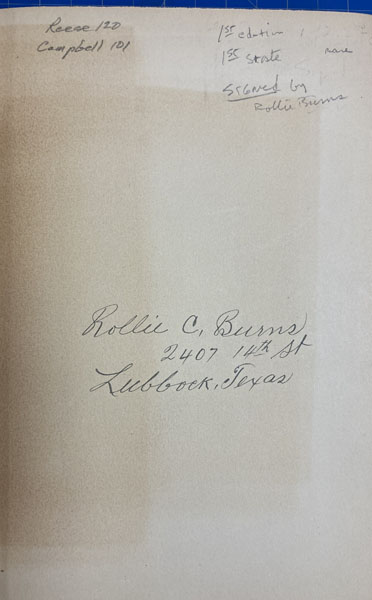 Reese 120
Campbell 101
1st edition
1st state rare
Signed by
Rollie Burns
Rollie C. Burns
2407 14th St
Lubbock, Texas